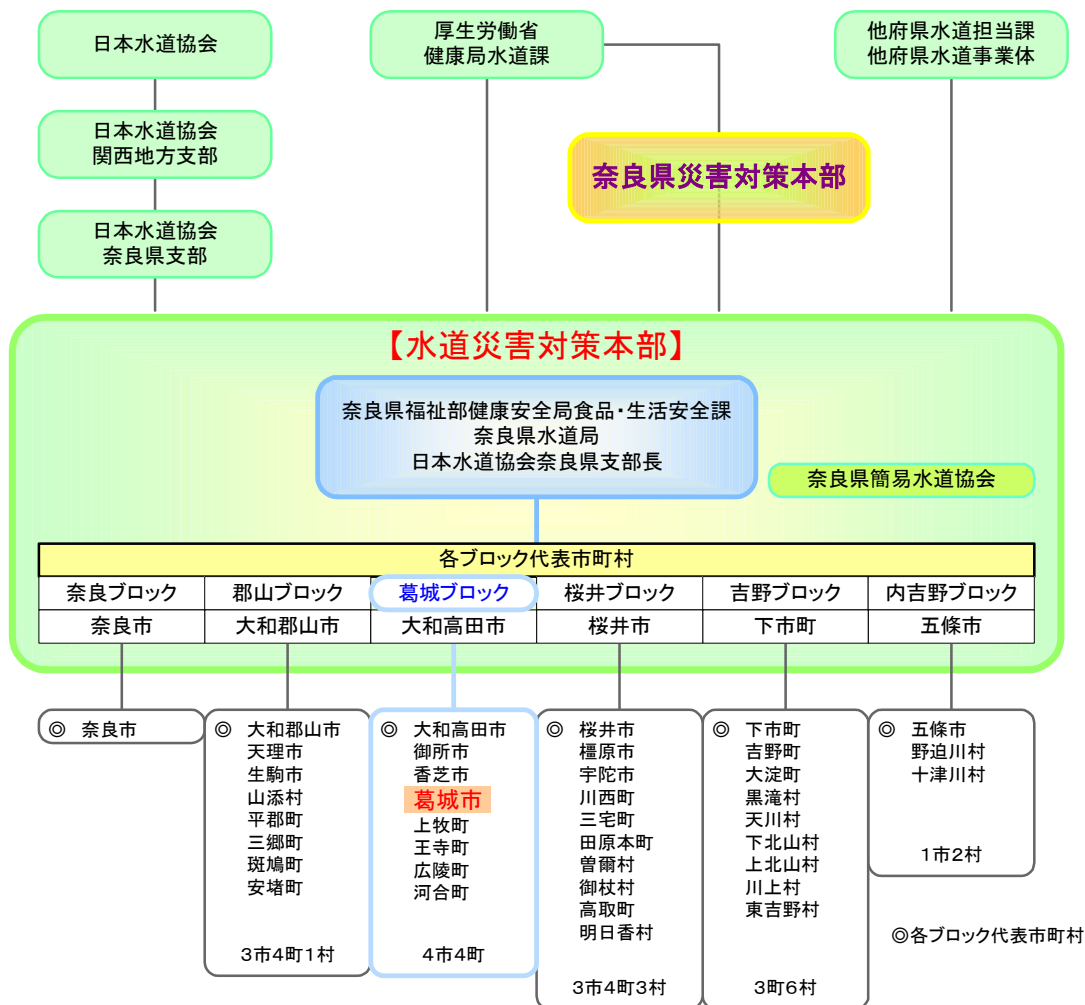 日本水道協会
厚生労働省
健康局水道課
他府県水道担当課
他府県水道事業体
日本水道協会
関西地方支部
奈良県災害対策本部
日本水道協会
奈良県支部
【水道災害対策本部】
奈良県福祉部健康安全局食品・生活安全課
奈良県水道局
日本水道協会奈良県支部長
奈良県簡易水道協会
各ブロック代表市町村
奈良ブロック 郡山ブロック 葛城ブロック 桜井ブロック 吉野ブロック 内吉野ブロック
奈良市 大和郡山市 大和高田市 桜井市 下市町 五條市
◎ 奈良市
◎ 大和郡山市
天理市
生駒市
山添村
平郡町
三郷町
斑鳩町
安堵町
3市4町1村
◎ 大和高田市
御所市
香芝市
葛城市
上牧町
王寺町
広陵町
河合町
4市4町
◎ 桜井市
橿原市
宇陀市
川西町
三宅町
田原本町
曽爾村
御杖村
高取町
明日香村
3市4町3村
◎ 下市町
吉野町
大淀町
黒滝村
天川村
下北山村
上北山村
川上村
東吉野村
3町6村
◎ 五條市
野迫川村
十津川村
1市2村
◎各ブロック代表市町村